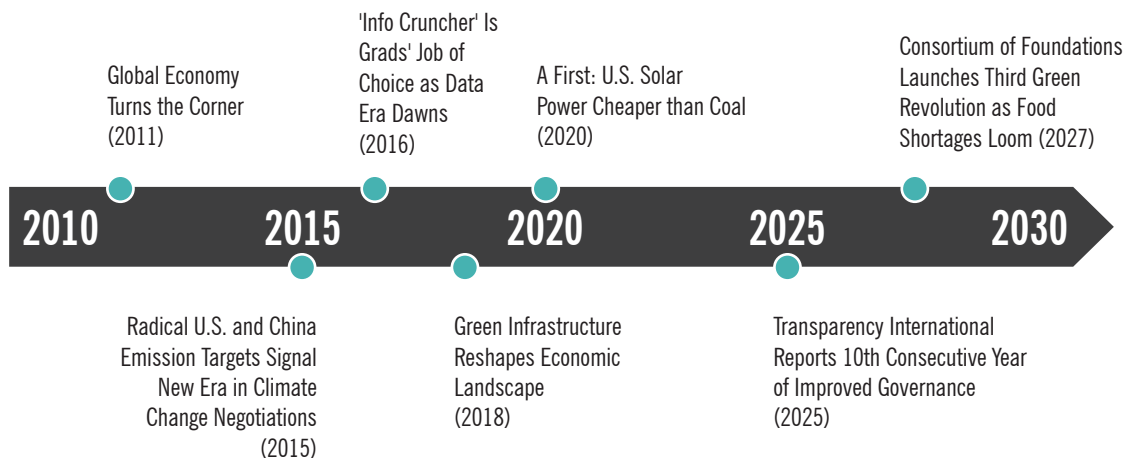 Global Economy
Turns the Corner
(2011)
'Info Cruncher' Is
Grads' Job of
Choice as Data
Era Dawns
(2016)
A First: U.S. Solar
Power Cheaper than Coal
(2020)
Consortium of Foundations
Launches Third Green
Revolution as Food
Shortages Loom (2027)
2010 2015 2020 2025 2030
Radical U.S. and China
Emission Targets Signal
New Era in Climate
Change Negotiations
(2015)
Green Infrastructure
Reshapes Economic
Landscape
(2018)
Transparency International
Reports 10th Consecutive Year
of Improved Governance
(2025)